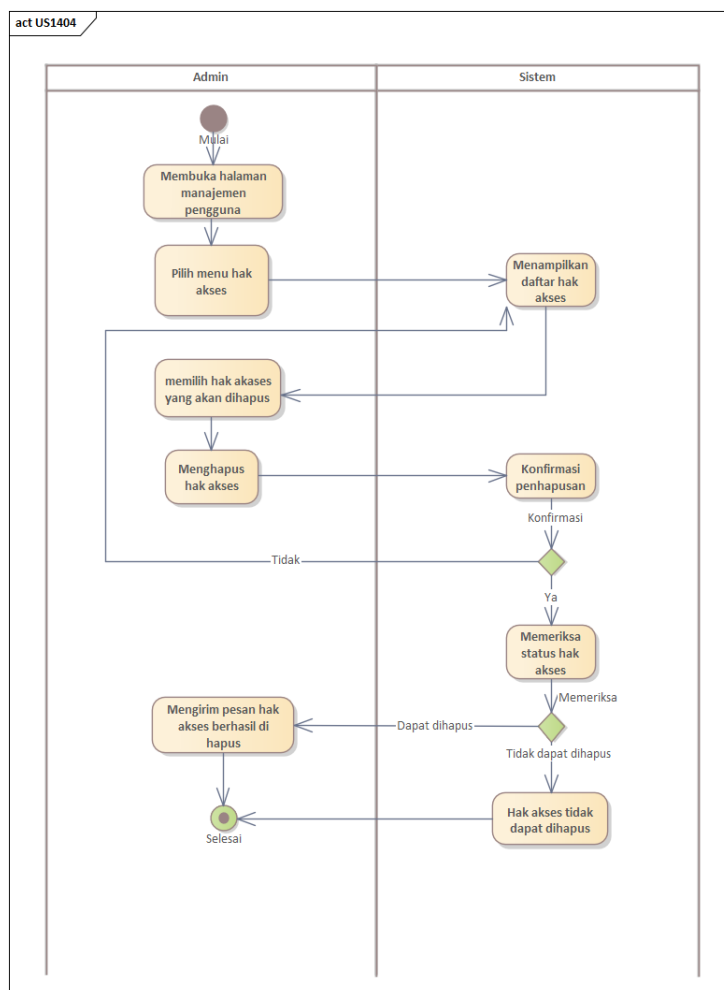 act US1404
Admin
Sistem
Mulai
Membuka halaman
manajemen
pengguna
Pilih menu hak
akses
Menampilkan
daftar hak
akses
memilih hak akases
yang akan dihapus
Menghapus
hak akses
Konfirmasi
penhapusan
Konfirmasi
Tidak
Ya
Memeriksa
status hak
akses
Memeriksa
Mengirim pesan hak
akses berhasil di
hapus
Dapat dihapus
Tidak dapat dihapus
Hak akses tidak
dapat dihapus
Selesai